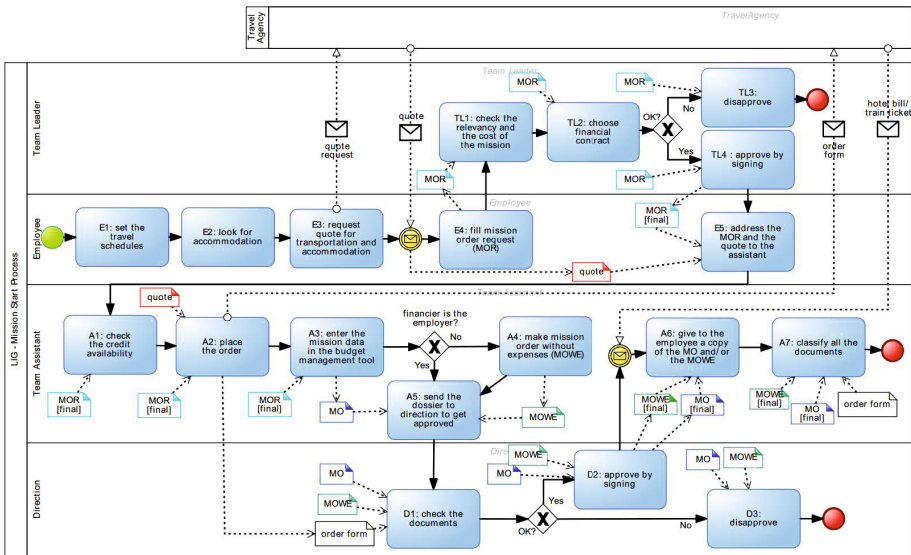 Travel
Agency
TravelAgency
LIG - Mission Start Process
Team Leader
Team Leader
MOR
MOR
TL1: check the
relevancy and
the cost of
the mission
TL2: choose
financial
contract
OK?
No
Yes
TL3:
disapprove
MOR
TL4 : approve by
signing
MOR
quote
request
quote
order
form
hotel bill/
train ticket
Employee
Employee
MOR
[final]
E1: set the
travel
schedules
E2: look for
accommodation
E3: request
quote for
transportation and
accommodation
E4: fill mission
order request
(MOR)
E5: address the
MOR and the
quote to the
assistant
quote
Team Assistant
Team Assistant
quote
financier is the
employer?
A1: check
the credit
availability
A2: place
the order
A3: enter the
mission data
in the budget
management tool
No
Yes
A4: make mission
order without
expenses (MOWE)
A6: give to the
employee a copy
of the MO and/or
the MOWE
A7: classify all the
documents
MOR
[final]
MOR
[final]
MOR
[final]
MO
A5: send the
dossier to
direction to get
approved
MOWE
MOWE
[final]
MO
[final]
MOWE
[final]
MO
[final]
order form
Direction
MO
MOWE
order form
D1: check the
documents
OK?
Yes
No
MOWE
MO
D2: approve by
signing
MO
MOWE
D3:
disapprove